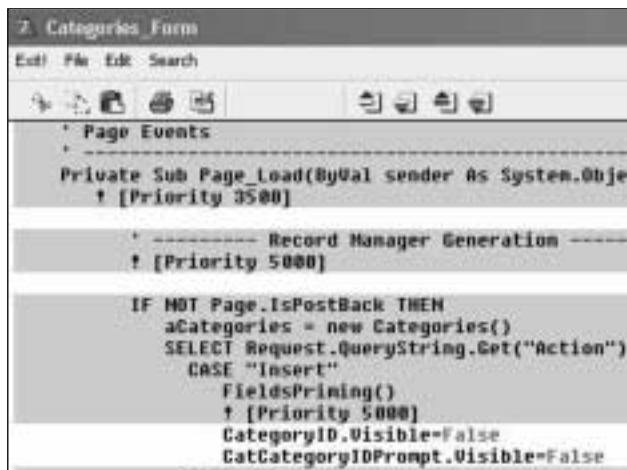 7. Categories_Form
Exit! File Edit Search
' Page Events
' ------------------------------------------------
Private Sub Page_Load(ByVal sender As System.Obje
! [Priority 3500]
' --------- Record Manager Generation -----
! [Priority 5000]
IF NOT Page.IsPostBack THEN
aCategories = new Categories()
SELECT Request.QueryString.Get("Action")
CASE "Insert"
FieldsPriming()
! [Priority 5000]
CategoryID.Visible=False
CatCategoryIDPrompt.Visible=False